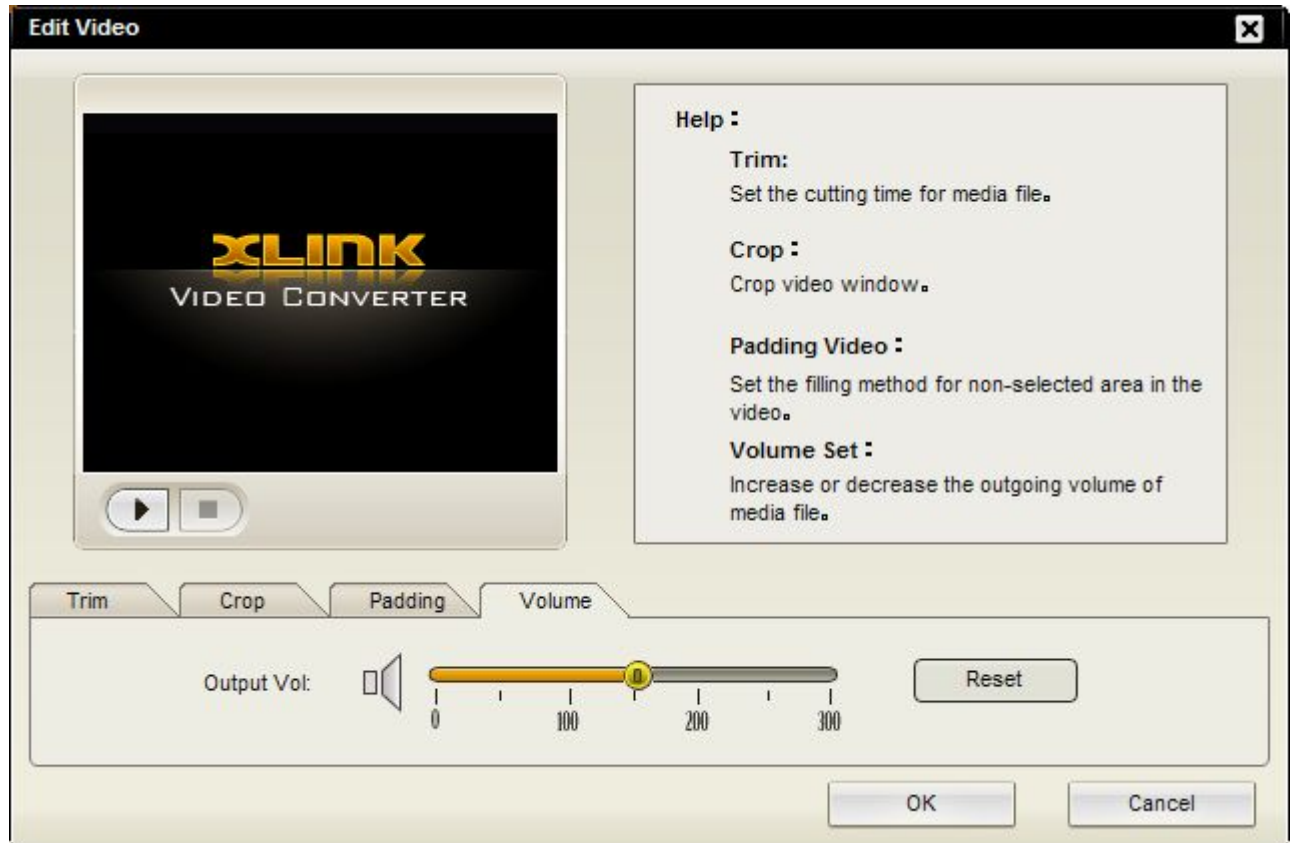 Edit Video
XLINK
VIDEO CONVERTER
Help：
Trim:
Set the cutting time for media file。
Crop：
Crop video window。
Padding Video：
Set the filling method for non-selected area in the
video。
Volume Set：
Increase or decrease the outgoing volume of
media file。
Trim Crop Padding Volume
Output Vol: Reset
0 100 200 300
OK Cancel